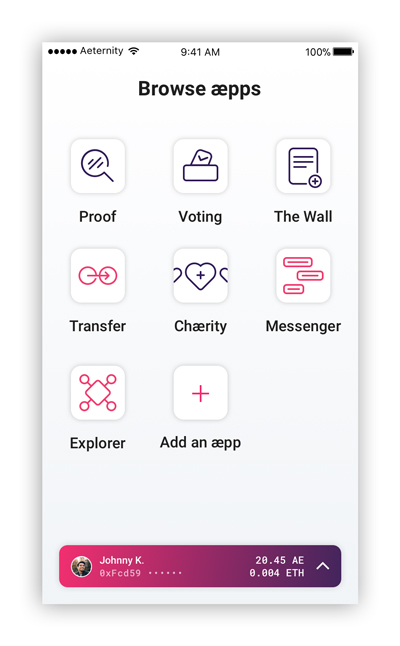 ●●●●● Aeternity 9:41 AM 100%
Browse æpps
Proof Voting The Wall
Transfer Chærity Messenger
Explorer Add an æpp
Johnny K. 20.45 AE
0xFcd59 •••••• 0.004 ETH